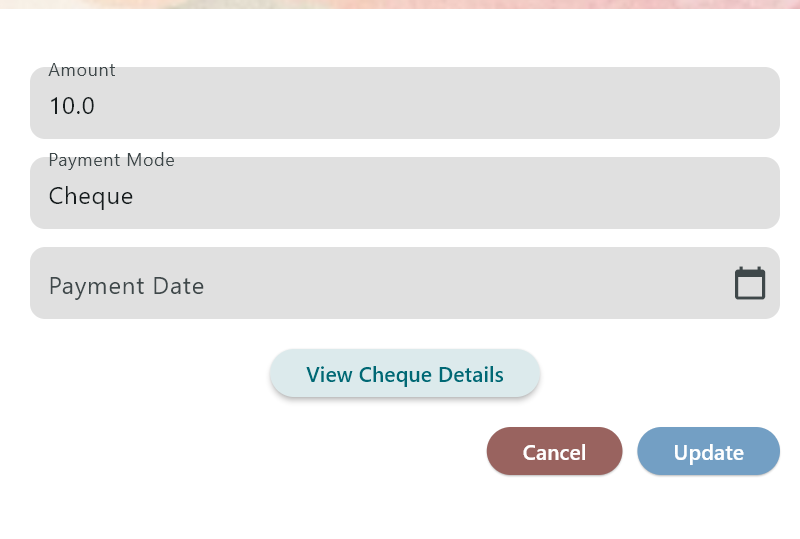 Amount
10.0
Payment Mode
Cheque
Payment Date
View Cheque Details
Cancel Update